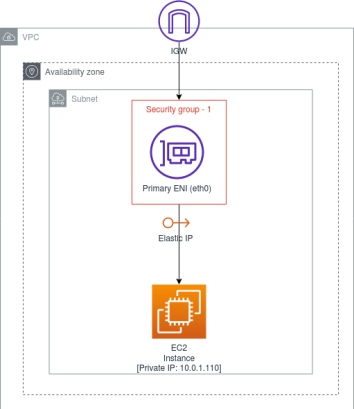 IGW
VPC
Availability zone
Subnet
Security group - 1
Primary ENI (eth0)
Elastic IP
EC2
Instance
[Private IP: 10.0.1.110]